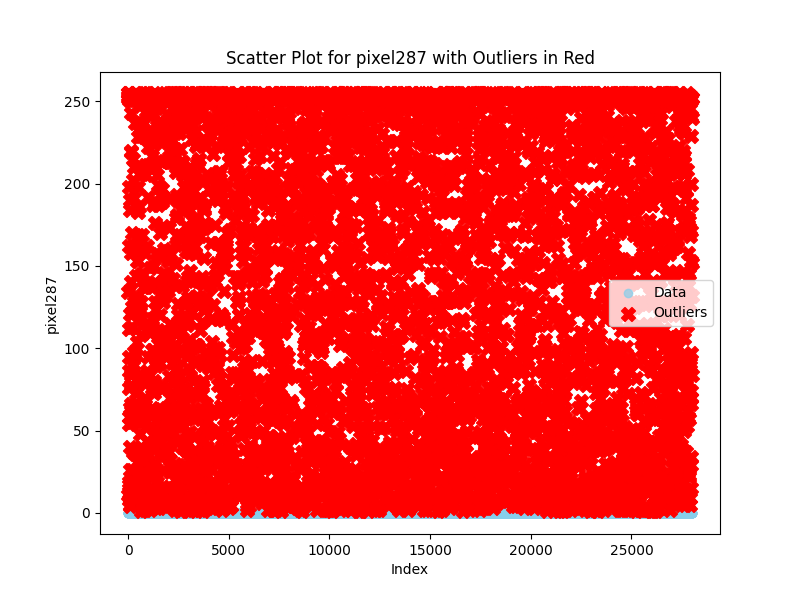 Scatter Plot for pixel287 with Outliers in Red
250
200
150
100
50
0
pixel287
Data
Outliers
0
5000
10000
15000
20000
25000
Index